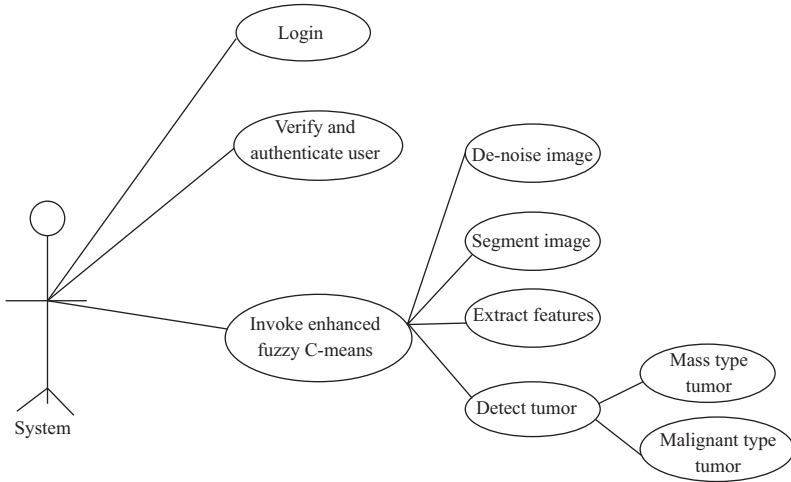 Login
Verify and
authenticate user
De-noise image
Segment image
Invoke enhanced
fuzzy C-means
Extract features
Mass type
tumor
Detect tumor
Malignant type
tumor
System